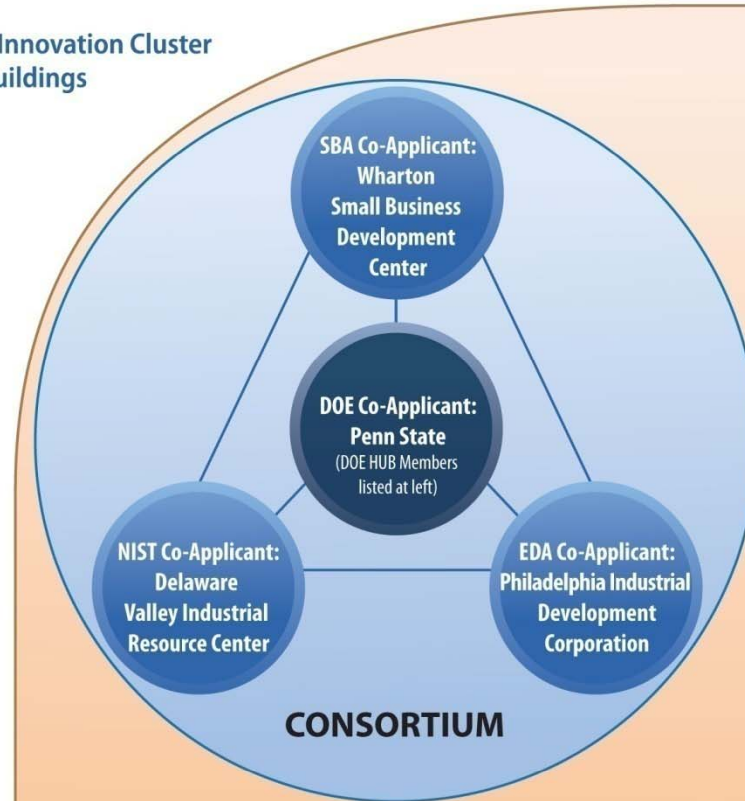 Innovation Cluster
uildings
SBA Co-Applicant:
Wharton
Small Business
Development
Center
DOE Co-Applicant:
Penn State
(DOE HUB Members
listed at left)
NIST Co-Applicant:
Delaware
Valley Industrial
Resource Center
EDA Co-Applicant:
Philadelphia Industrial
Development
Corporation
CONSORTIUM